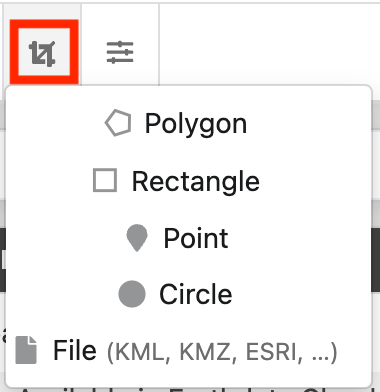 Polygon
Rectangle
Point
Circle
File (KML, KMZ, ESRI, ...)